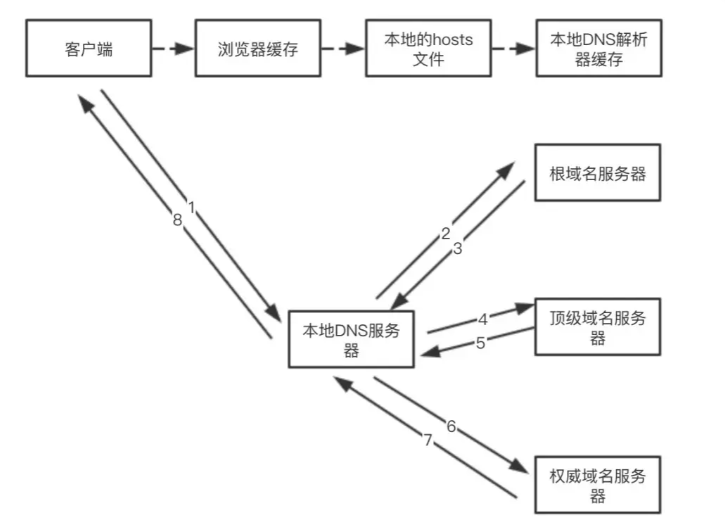 客户端
浏览器缓存
本地的hosts
文件
本地DNS解析
器缓存
根域名服务器
1
8
2
3
本地DNS服务
器
4
5
顶级域名服务
器
6
7
权威域名服务
器